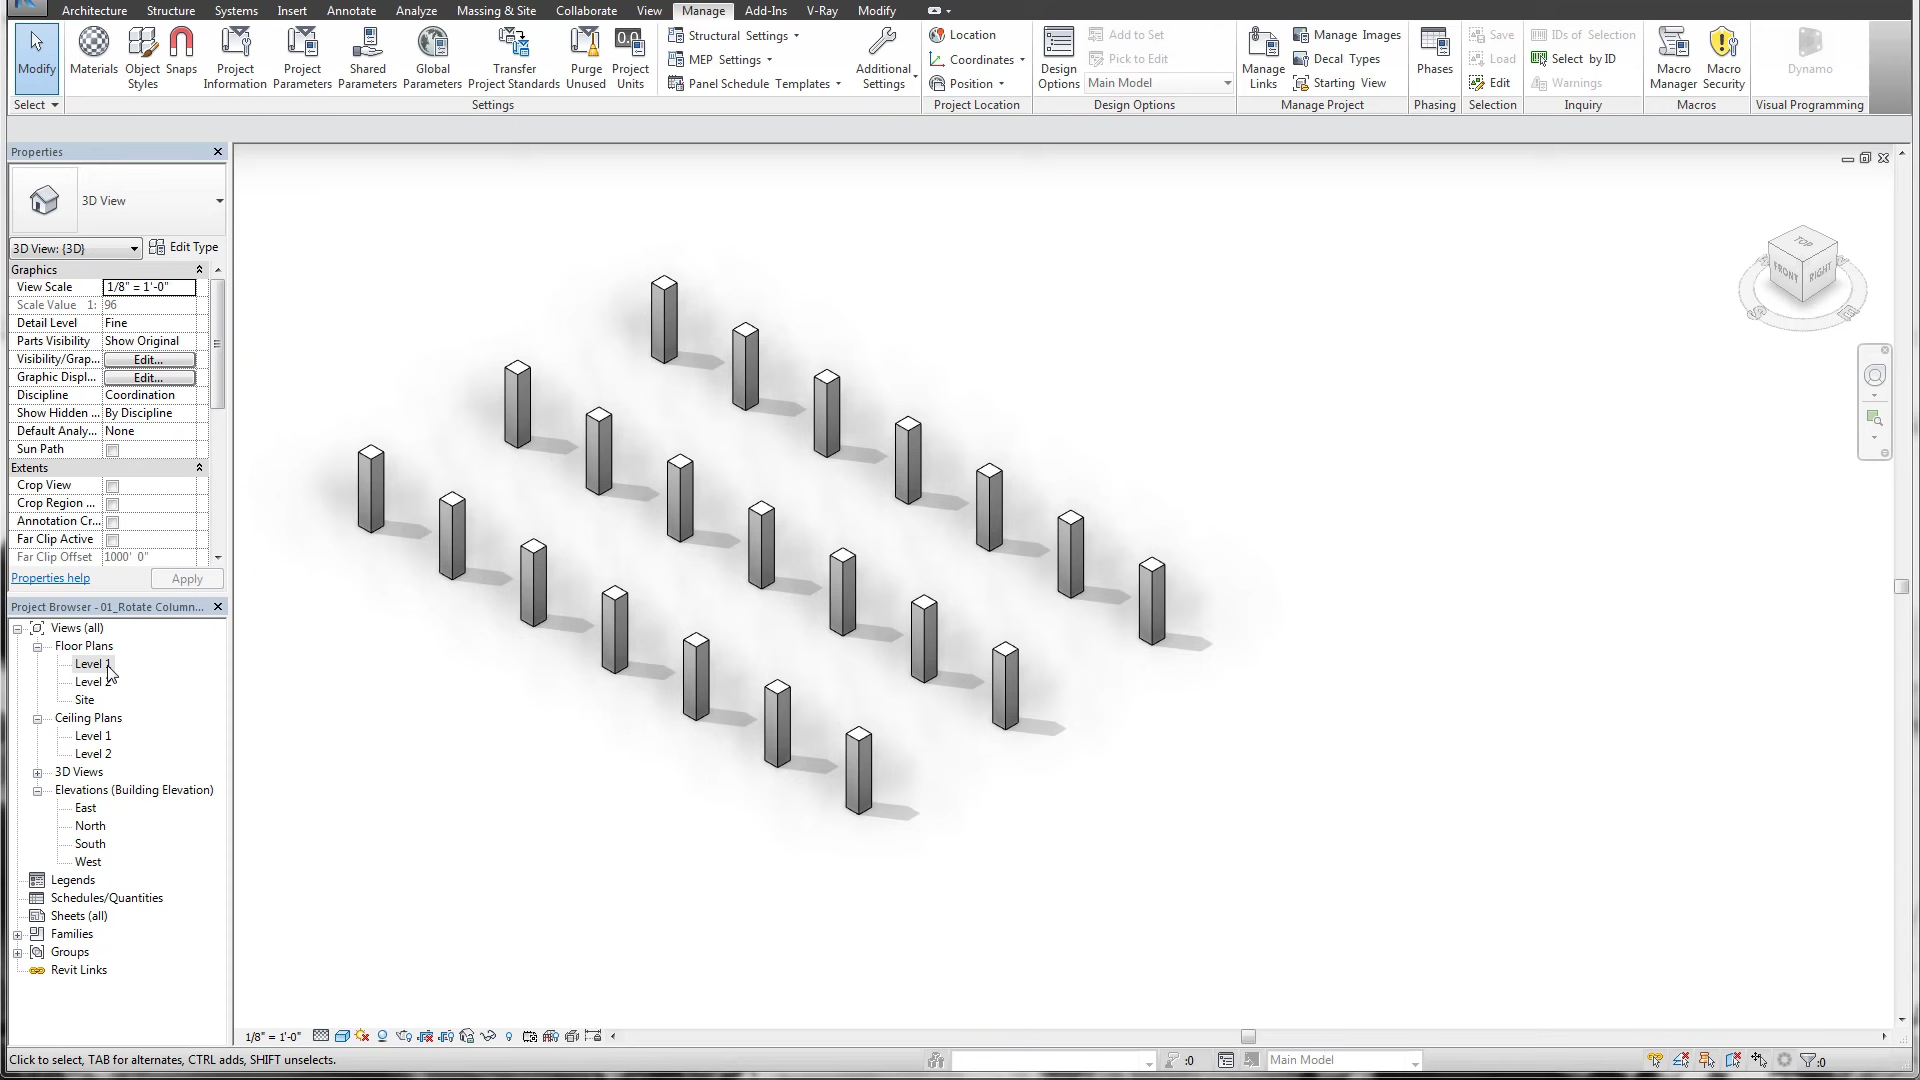 Architecture Structure Systems Insert Annotate Analyze Massing & Site Collaborate View Manage Add-Ins V-Ray Modify
Modify
Select
Materials
Object Styles
Snaps
Project Information
Project Parameters
Shared Parameters
Global Parameters
Transfer Project Standards
Purge Unused
Project Units
Structural Settings
MEP Settings
Panel Schedule Templates
Additional Settings
Settings
Location
Coordinates
Position
Project Location
Design Options
Add to Set
Pick to Edit
Main Model
Design Options
Manage Links
Manage Images
Decal Types
Starting View
Manage Project
Phases
Phasing
Save
Load
Edit
Selection
IDs of Selection
Select by ID
Warnings
Inquiry
Macro Manager
Macro Security
Macros
Dynamo
Visual Programming
Properties
3D View
3D View: {3D}
Edit Type
Graphics
View Scale 1/8" = 1'-0"
Scale Value 1: 96
Detail Level Fine
Parts Visibility Show Original
Visibility/Grap... Edit...
Graphic Displ... Edit...
Discipline Coordination
Show Hidden ... By Discipline
Default Analy... None
Sun Path
Extents
Crop View
Crop Region ...
Annotation Cr...
Far Clip Active
Far Clip Offset 1000' 0"
Properties help
Apply
Project Browser - 01_Rotate Column...
Views (all)
Floor Plans
Level 1
Level 2
Site
Ceiling Plans
Level 1
Level 2
3D Views
Elevations (Building Elevation)
East
North
South
West
Legends
Schedules/Quantities
Sheets (all)
Families
Groups
Revit Links
TOP
FRONT
RIGHT
S
E
1/8" = 1'-0"
Click to select, TAB for alternates, CTRL adds, SHIFT unselects.
:0
Main Model
:0